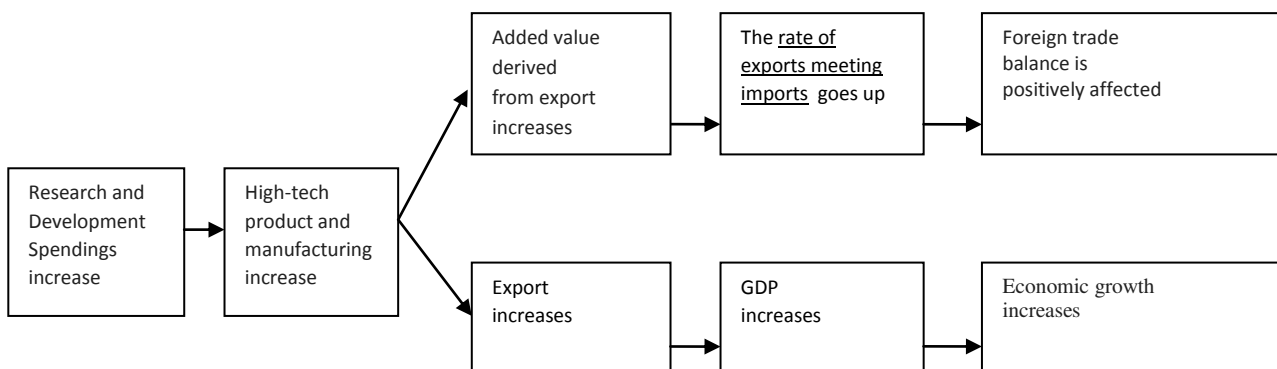 Research and
Development
Spendings
increase
High-tech
product and
manufacturing
increase
Added value
derived
from export
increases
The rate of
exports meeting
imports goes up
Foreign trade
balance is
positively affected
Export
increases
GDP
increases
Economic growth
increases